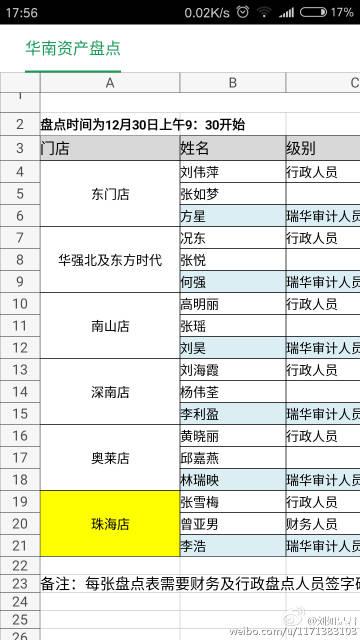 17:56 0.02K/s 17%
华南资产盘点
A B C
1
2 盘点时间为12月30日上午9：30开始
3 门店 姓名 级别
4 刘伟萍 行政人员
5 东门店 张如梦
6 方星 瑞华审计人员
7 况东 行政人员
8 华强北及东方时代 张悦
9 何强 瑞华审计人员
10 高明丽 行政人员
11 南山店 张瑶
12 刘昊 瑞华审计人员
13 刘海霞 行政人员
14 深南店 杨伟荃
15 李利盈 瑞华审计人员
16 黄晓丽 行政人员
17 奥莱店 邱嘉燕
18 林瑞映 瑞华审计人员
19 张雪梅 行政人员
20 珠海店 曾亚男 财务人员
21 李浩 瑞华审计人员
22
23 备注：每张盘点表需要财务及行政盘点人员签字
24
25
26
weibo.com/u/1171383103